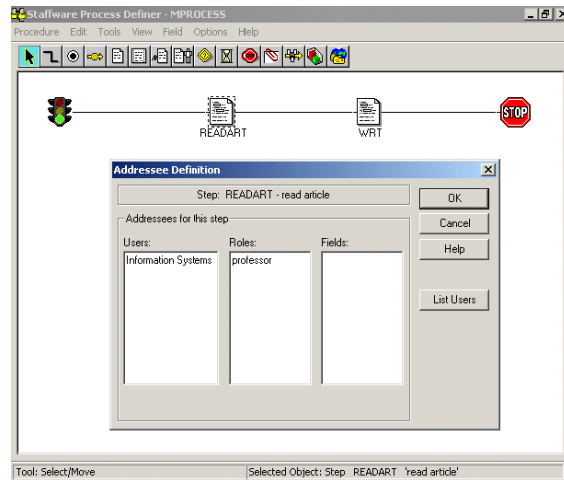 Staffware Process Definer - MPROCESS
Procedure Edit Tools View Field Options Help
STOP
READART
WRT
Addressee Definition
Step: READART - read article
OK
Addressees for this step
Cancel
Users:
Roles:
Fields:
Help
Information Systems
professor
List Users
Tool: Select/Move
Selected Object: Step READART 'read article'